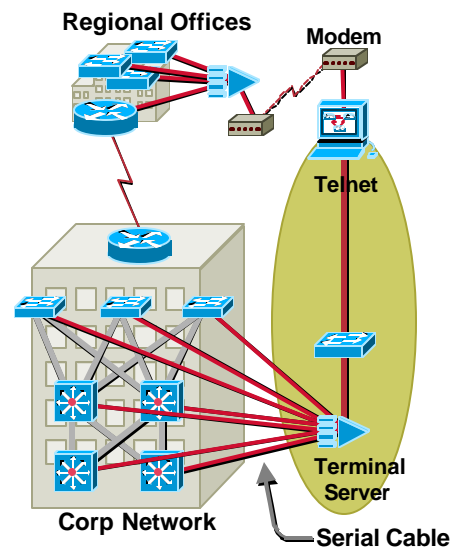 Regional Offices
Modem
Telnet
Terminal
Server
Corp Network
Serial Cable